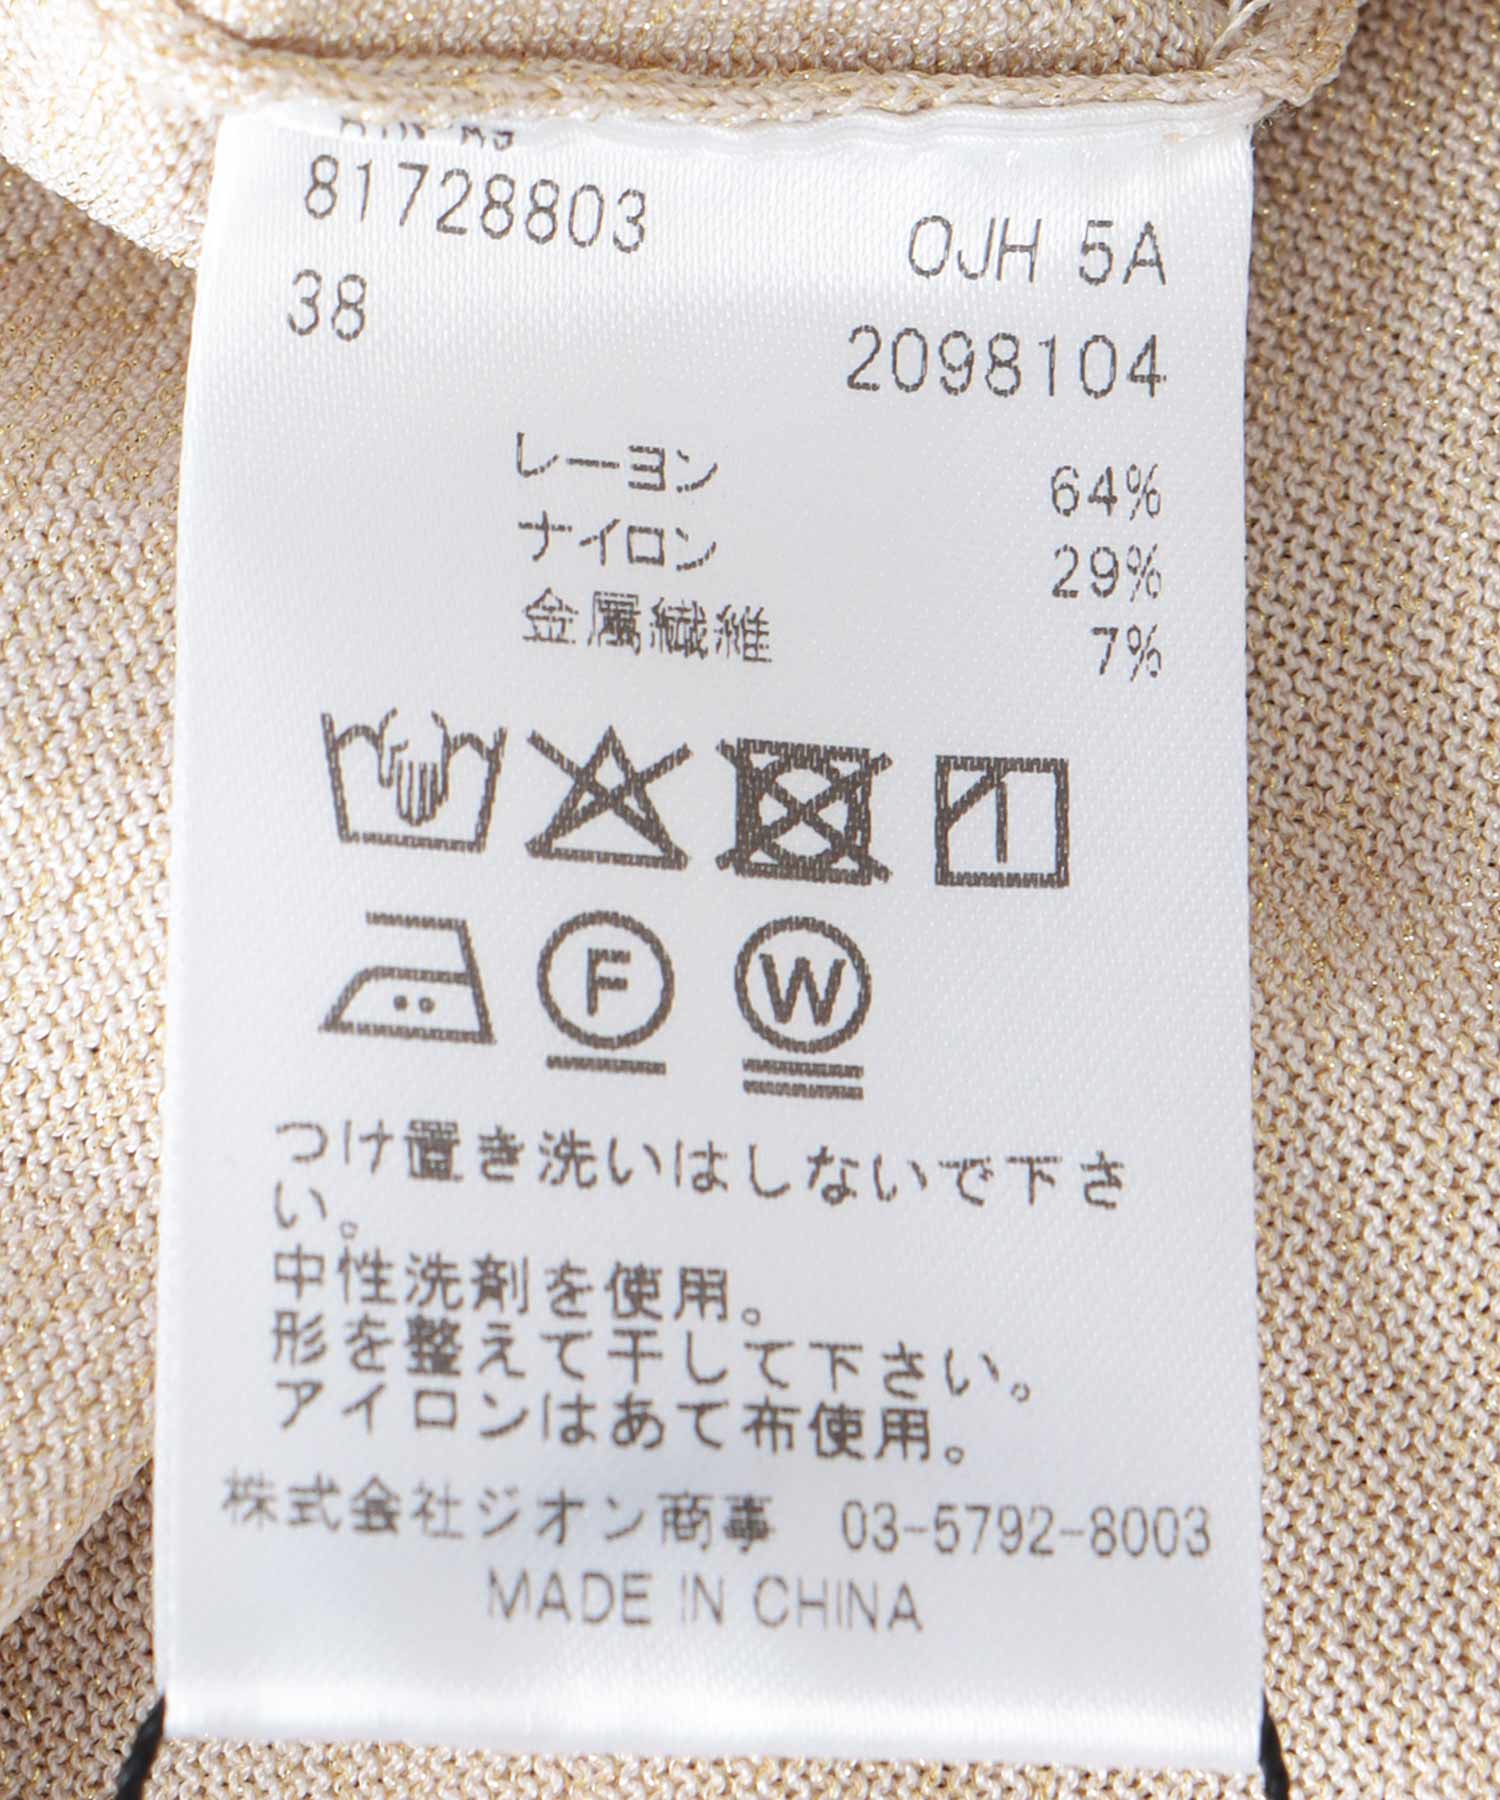 81728803
OJH 5A
38
2098104
レーヨン 64%
ナイロン 29%
金属繊維 7%
F W
つけ置き洗いはしないで下さ
い。
中性洗剤を使用。
形を整えて干して下さい。
アイロンはあて布使用。
株式会社ジオン商事 03-5792-8003
MADE IN CHINA